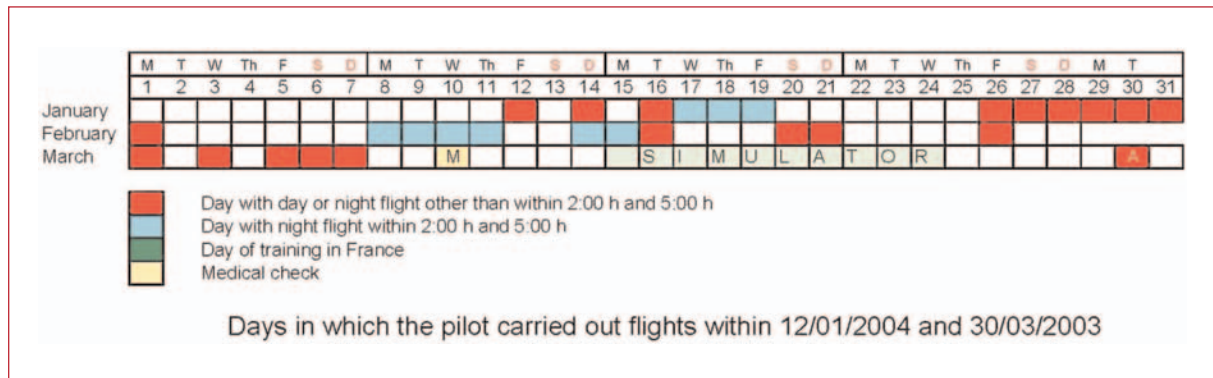 M T W Th F S D M T W Th F S D M T W Th F S D M T W Th F S D M T
1 2 3 4 5 6 7 8 9 10 11 12 13 14 15 16 17 18 19 20 21 22 23 24 25 26 27 28 29 30 31
January
February
March M S I M U L A T O R A
Day with day or night flight other than within 2:00 h and 5:00 h
Day with night flight within 2:00 h and 5:00 h
Day of training in France
Medical check
Days in which the pilot carried out flights within 12/01/2004 and 30/03/2003